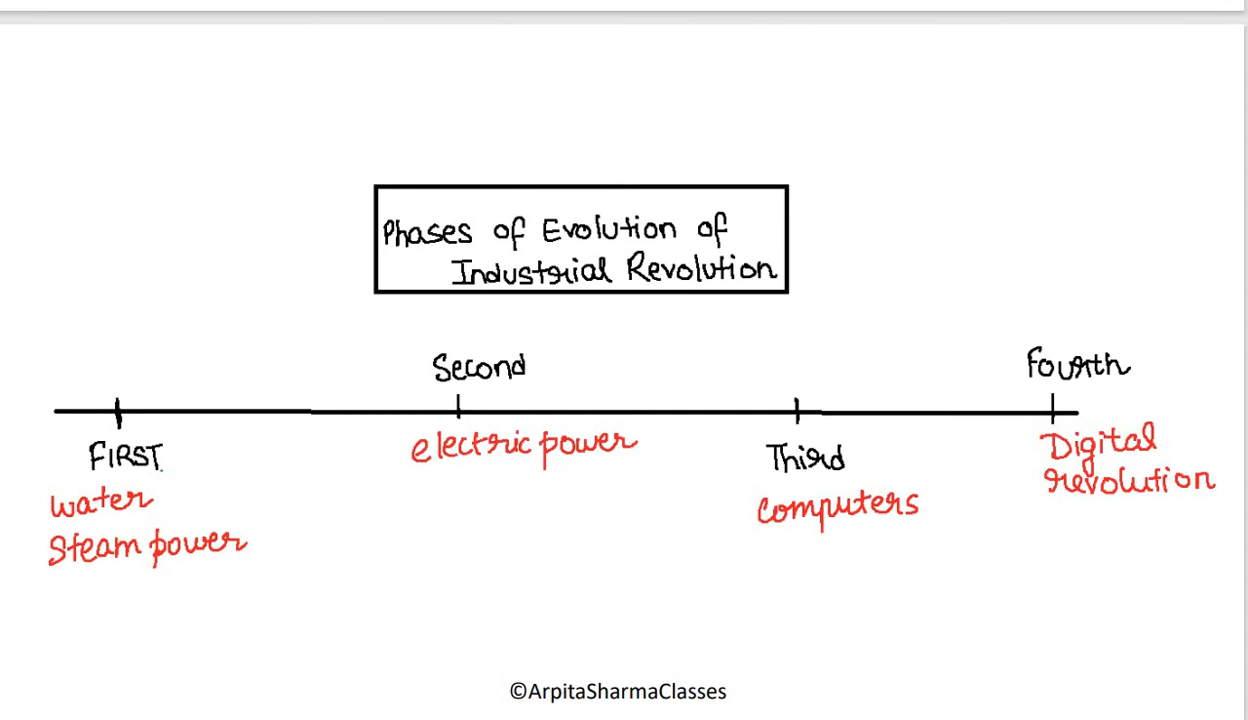 Phases of Evolution of
Industrial Revolution
Second
Fourth
FIRST
electric power
Third
Digital
revolution
water
steam power
computers
©ArpitaSharmaClasses